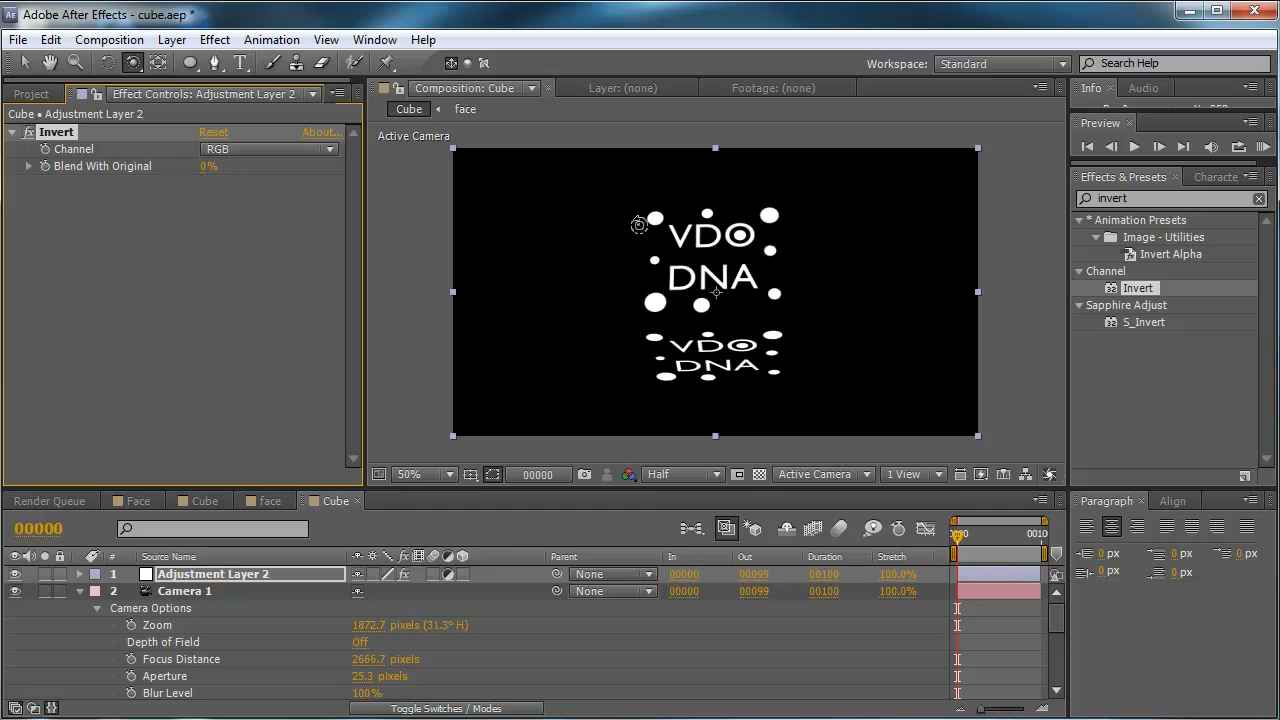 Adobe After Effects - cube.aep *
File Edit Composition Layer Effect Animation View Window Help
Workspace: Standard Search Help
Project Effect Controls: Adjustment Layer 2
Cube • Adjustment Layer 2
Invert Reset About...
Channel RGB
Blend With Original 0%
Composition: Cube Layer: (none) Footage: (none)
Cube face
Active Camera
VDO
DNA
VDO
DNA
50% 00000 Half Active Camera 1 View
Info Audio
Preview
Effects & Presets Characte
invert
* Animation Presets
Image - Utilities
Invert Alpha
Channel
Invert
Sapphire Adjust
S_Invert
Render Queue Face Cube face Cube
00000
0010
# Source Name Parent In Out Duration Stretch
1 Adjustment Layer 2 None 00000 00099 00100 100.0%
2 Camera 1 None 00000 00099 00100 100.0%
Camera Options
Zoom 1872.7 pixels (31.3° H)
Depth of Field Off
Focus Distance 2666.7 pixels
Aperture 25.3 pixels
Blur Level 100%
Toggle Switches / Modes
Paragraph Align
0 px 0 px 0 px
0 px 0 px